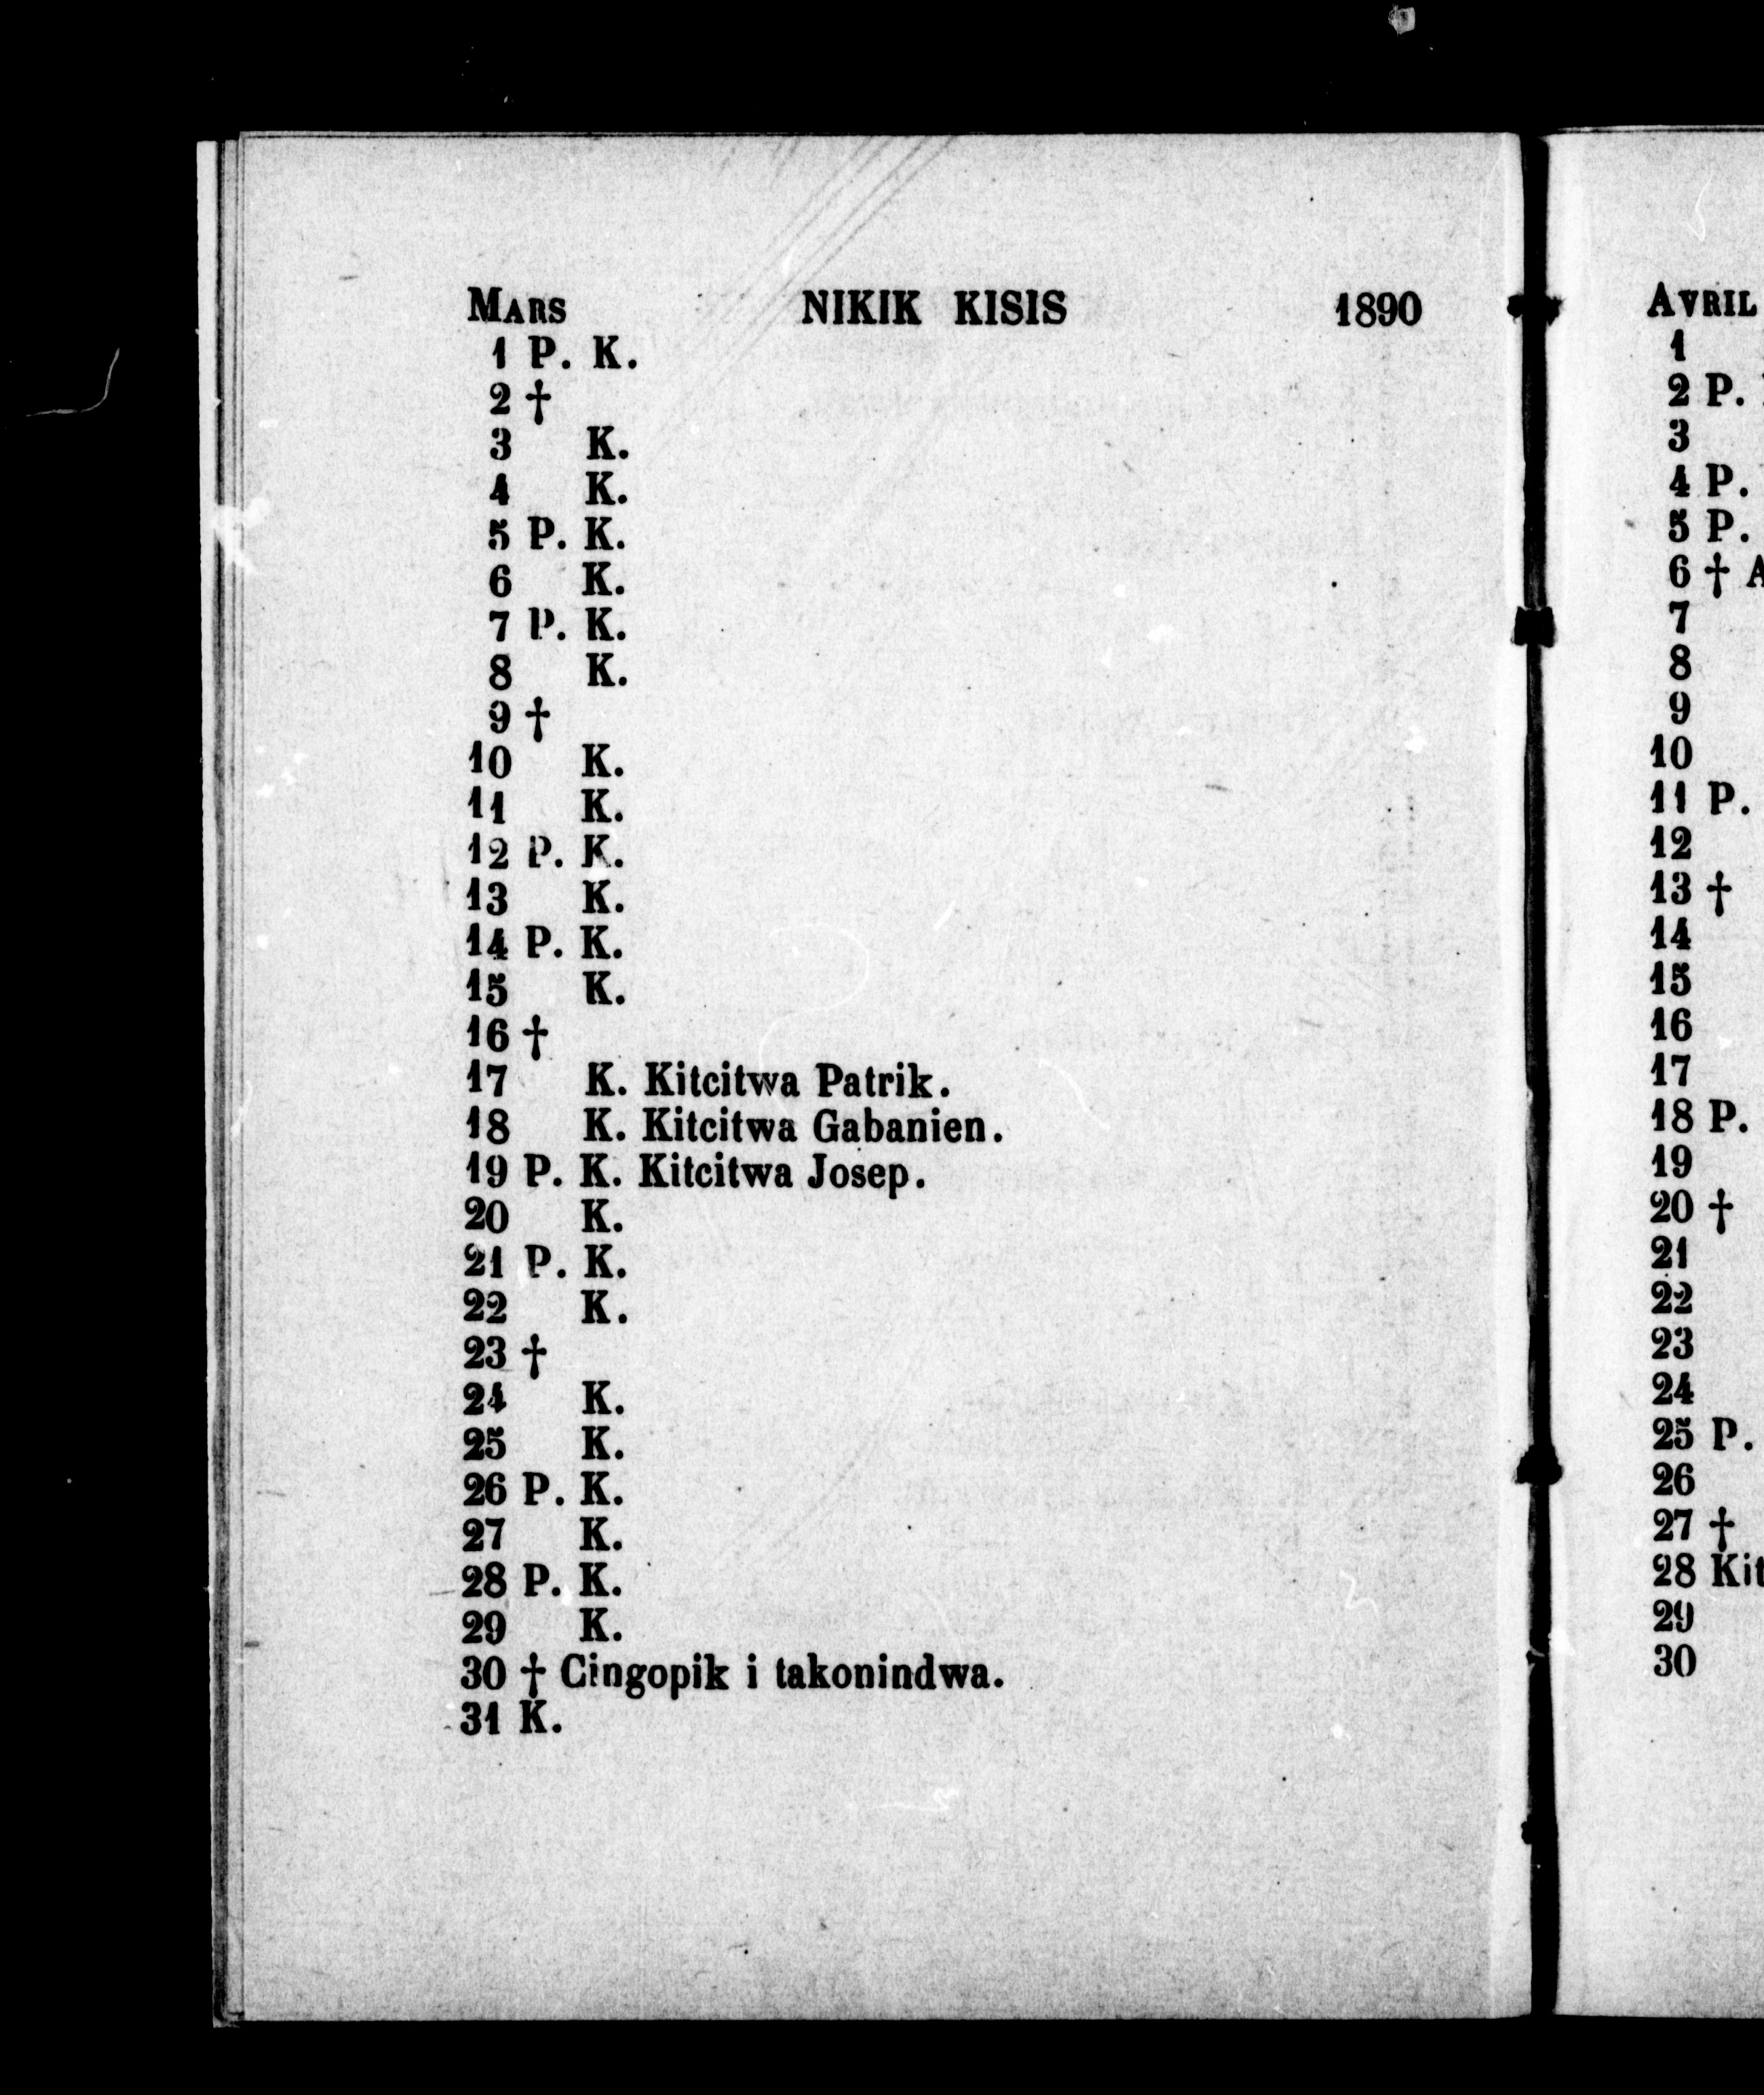 Mars NIKIK KISIS 1890
1 P. K.
2 †
3 K.
4 K.
5 P. K.
6 K.
7 P. K.
8 K.
9 †
10 K.
11 K.
12 P. K.
13 K.
14 P. K.
15 K.
16 †
17 K. Kitcitwa Patrik.
18 K. Kitcitwa Gabanien.
19 P. K. Kitcitwa Josep.
20 K.
21 P. K.
22 K.
23 †
24 K.
25 K.
26 P. K.
27 K.
28 P. K.
29 K.
30 † Cingopik i takonindwa.
31 K.
Avril
1
2 P.
3
4 P.
5 P.
6 † A
7
8
9
10
11 P.
12
13 †
14
15
16
17
18 P.
19
20 †
21
22
23
24
25 P.
26
27 †
28 Kit
29
30